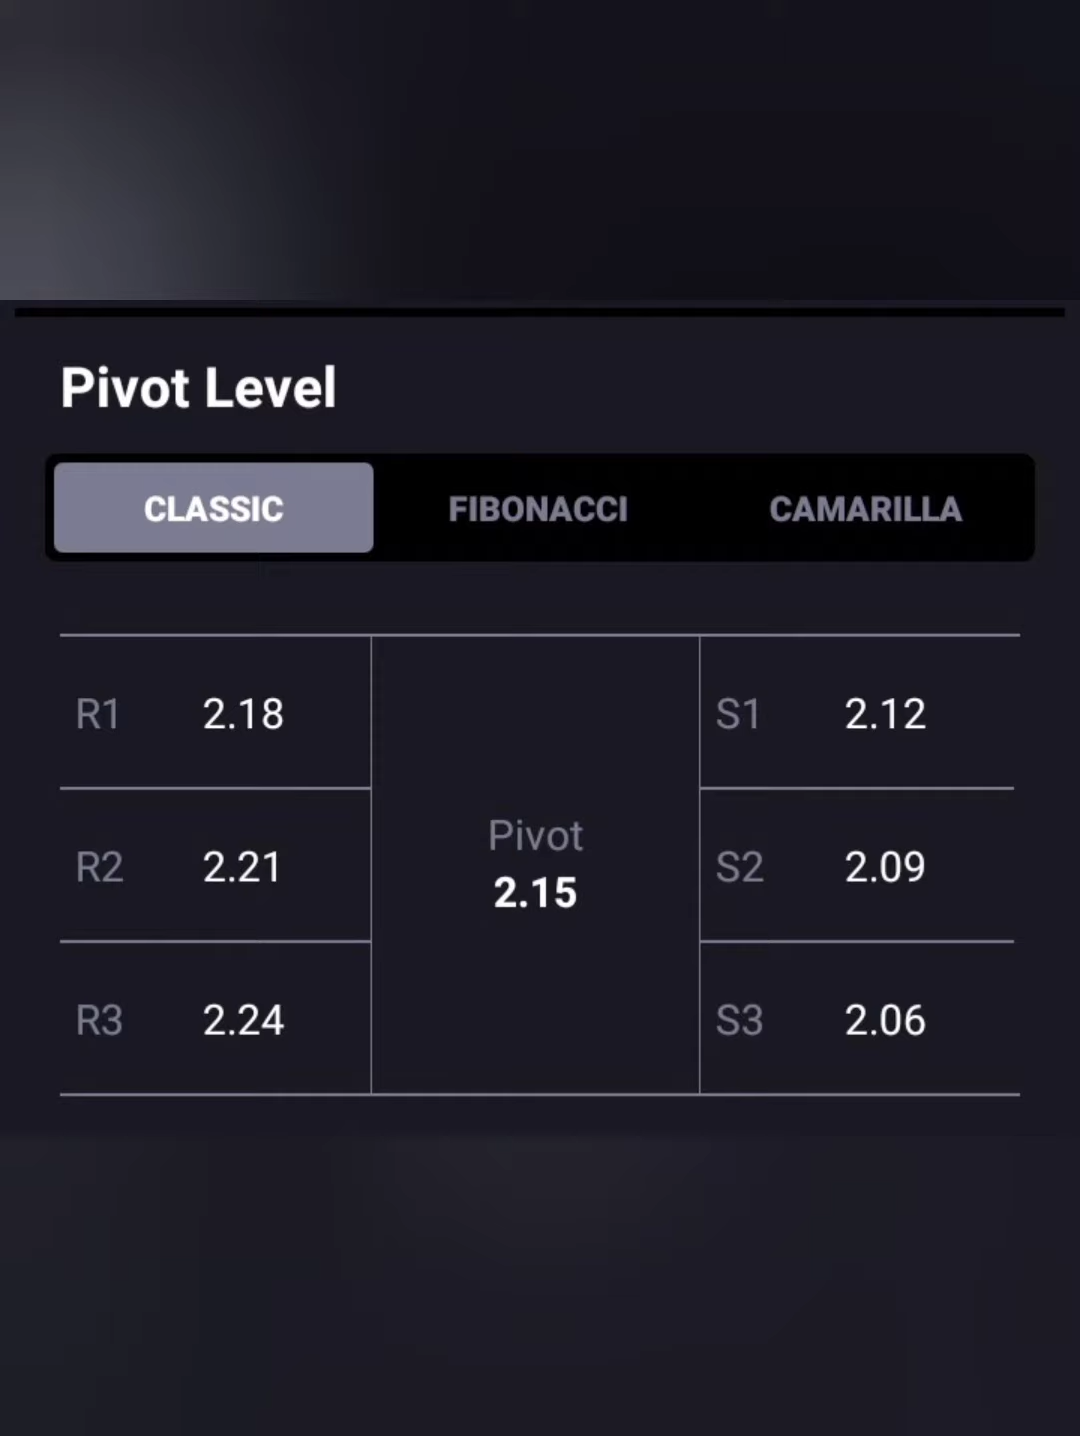 Pivot Level
CLASSIC FIBONACCI CAMARILLA
R1 2.18
R2 2.21
R3 2.24
Pivot
2.15
S1 2.12
S2 2.09
S3 2.06